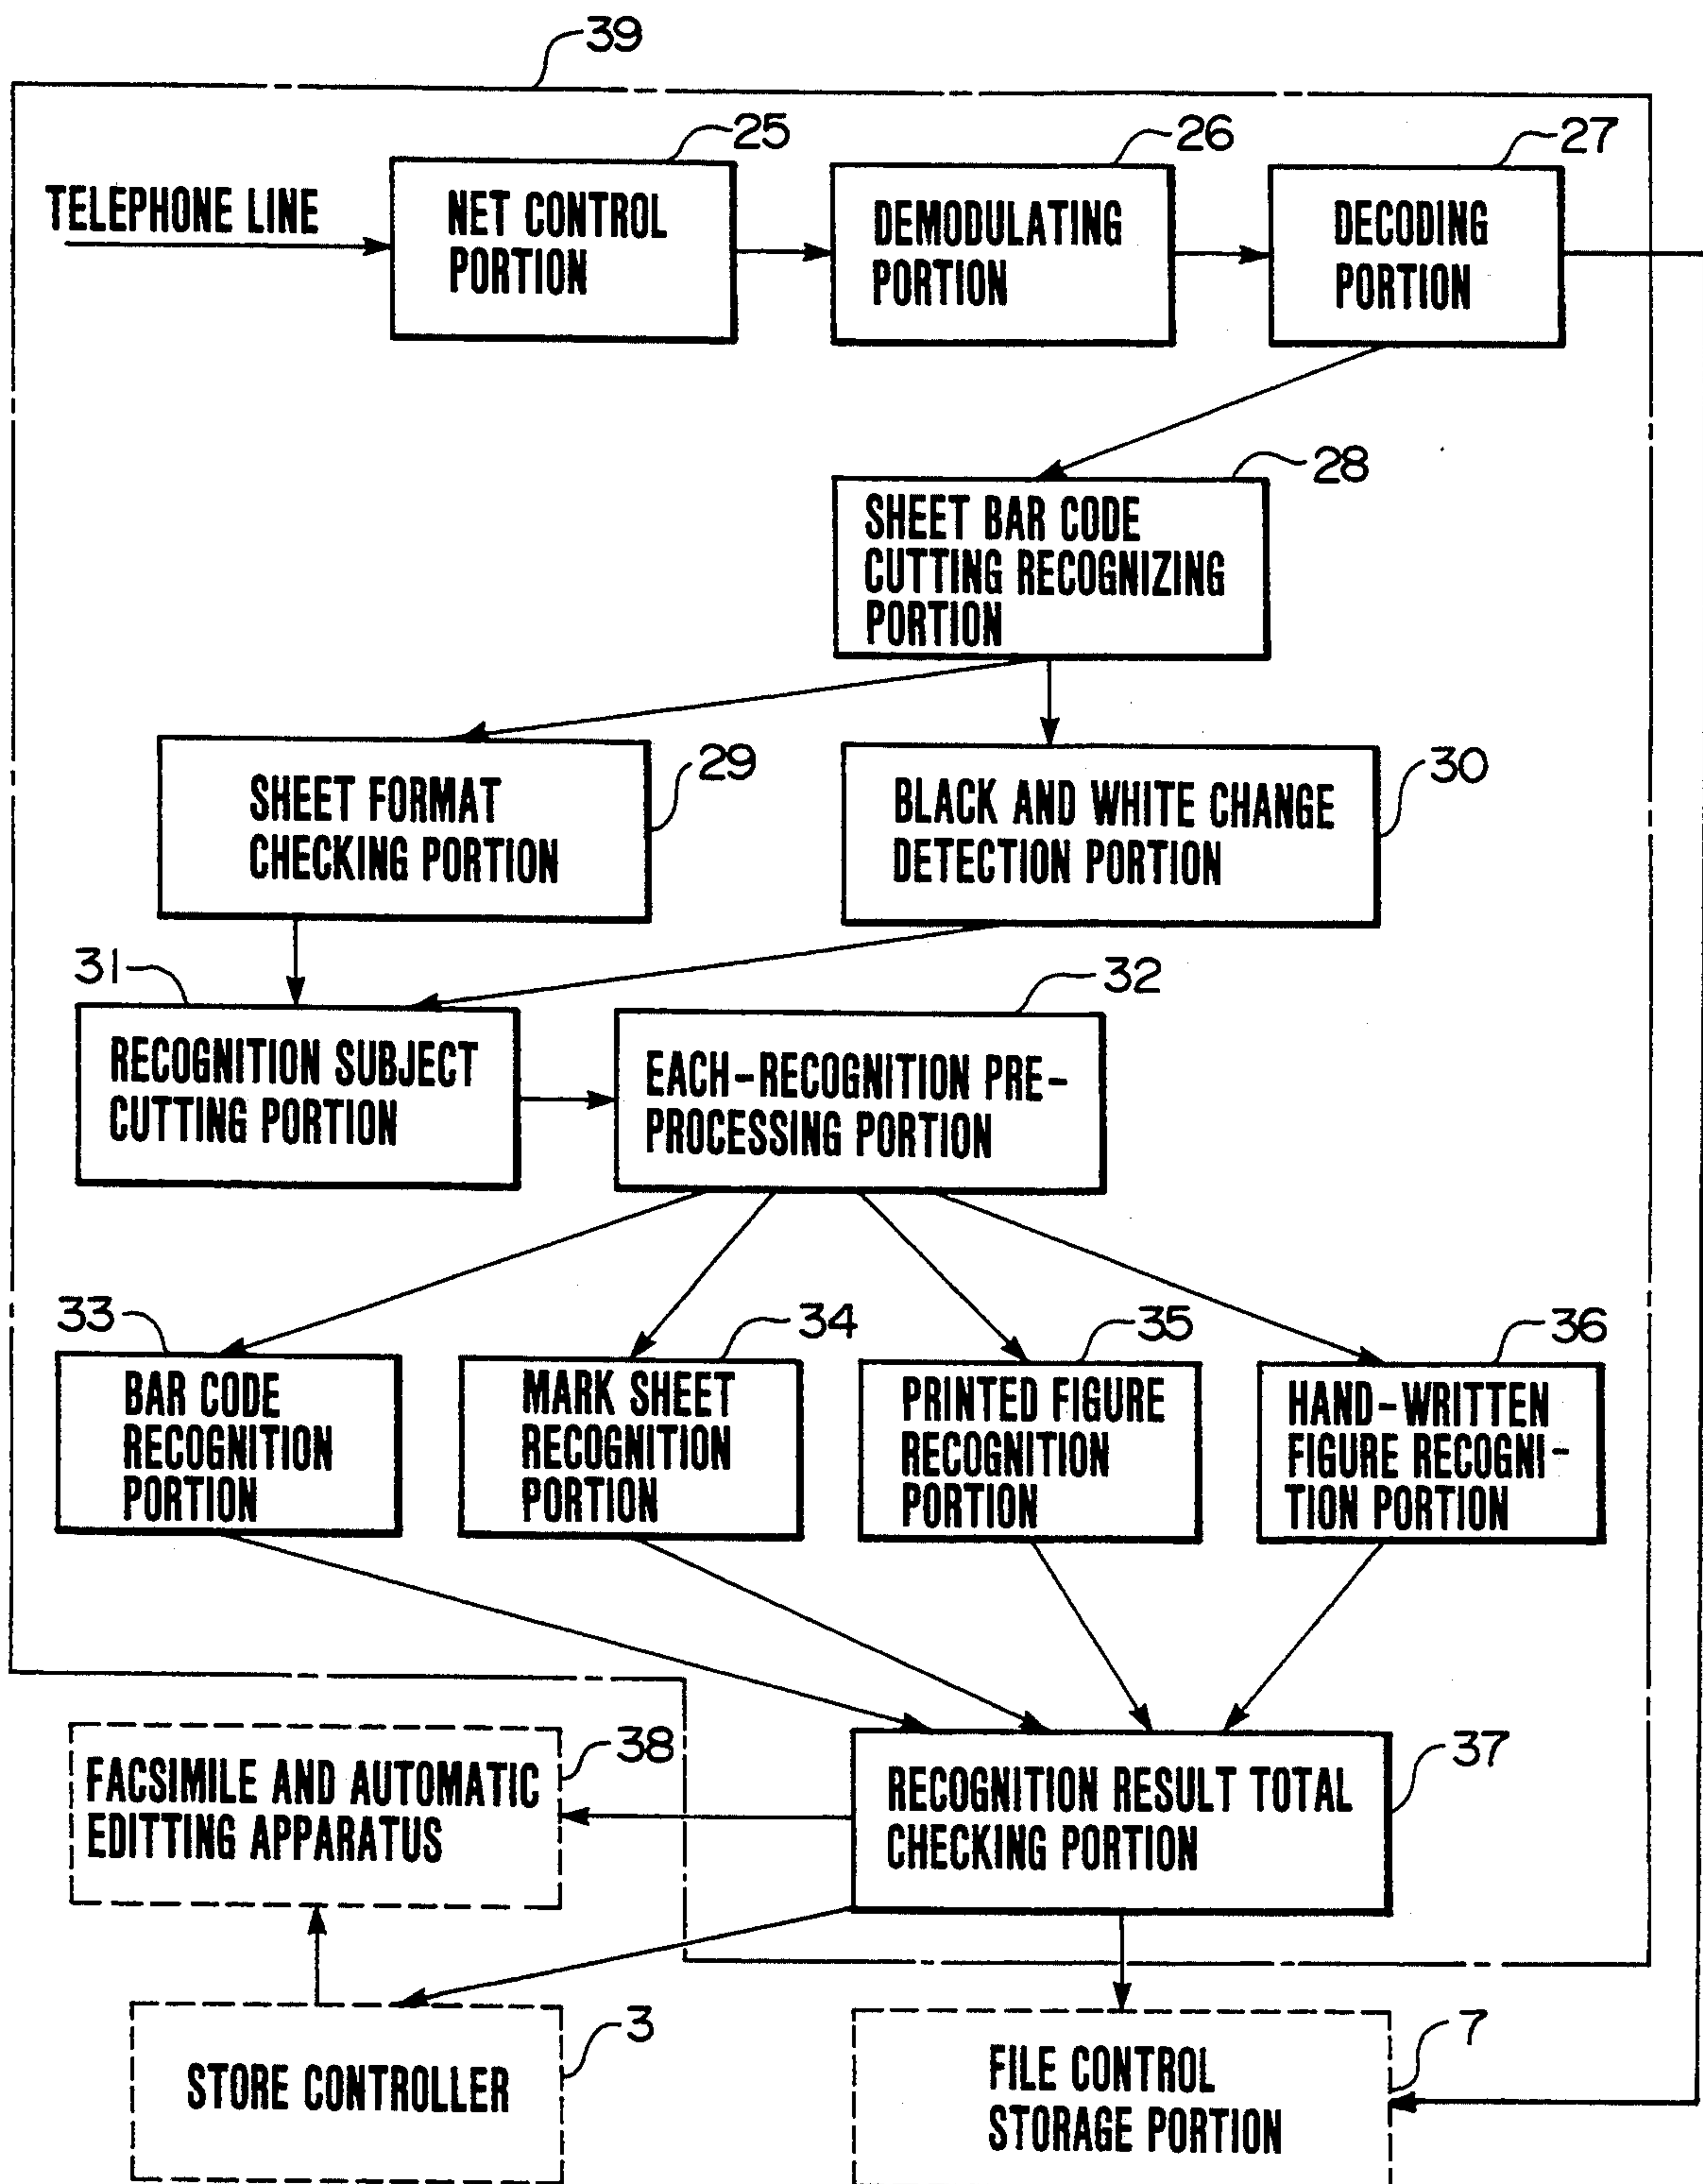 39
25
26
27
TELEPHONE LINE
NET CONTROL
PORTION
DEMODULATING
PORTION
DECODING
PORTION
28
SHEET BAR CODE
CUTTING RECOGNIZING
PORTION
29
30
SHEET FORMAT
CHECKING PORTION
BLACK AND WHITE CHANGE
DETECTION PORTION
31
32
RECOGNITION SUBJECT
CUTTING PORTION
EACH-RECOGNITION PRE-
PROCESSING PORTION
33
34
35
36
BAR CODE
RECOGNITION
PORTION
MARK SHEET
RECOGNITION
PORTION
PRINTED FIGURE
RECOGNITION
PORTION
HAND-WRITTEN
FIGURE RECOGNI-
TION PORTION
38
37
FACSIMILE AND AUTOMATIC
EDITTING APPARATUS
RECOGNITION RESULT TOTAL
CHECKING PORTION
3
7
STORE CONTROLLER
FILE CONTROL
STORAGE PORTION